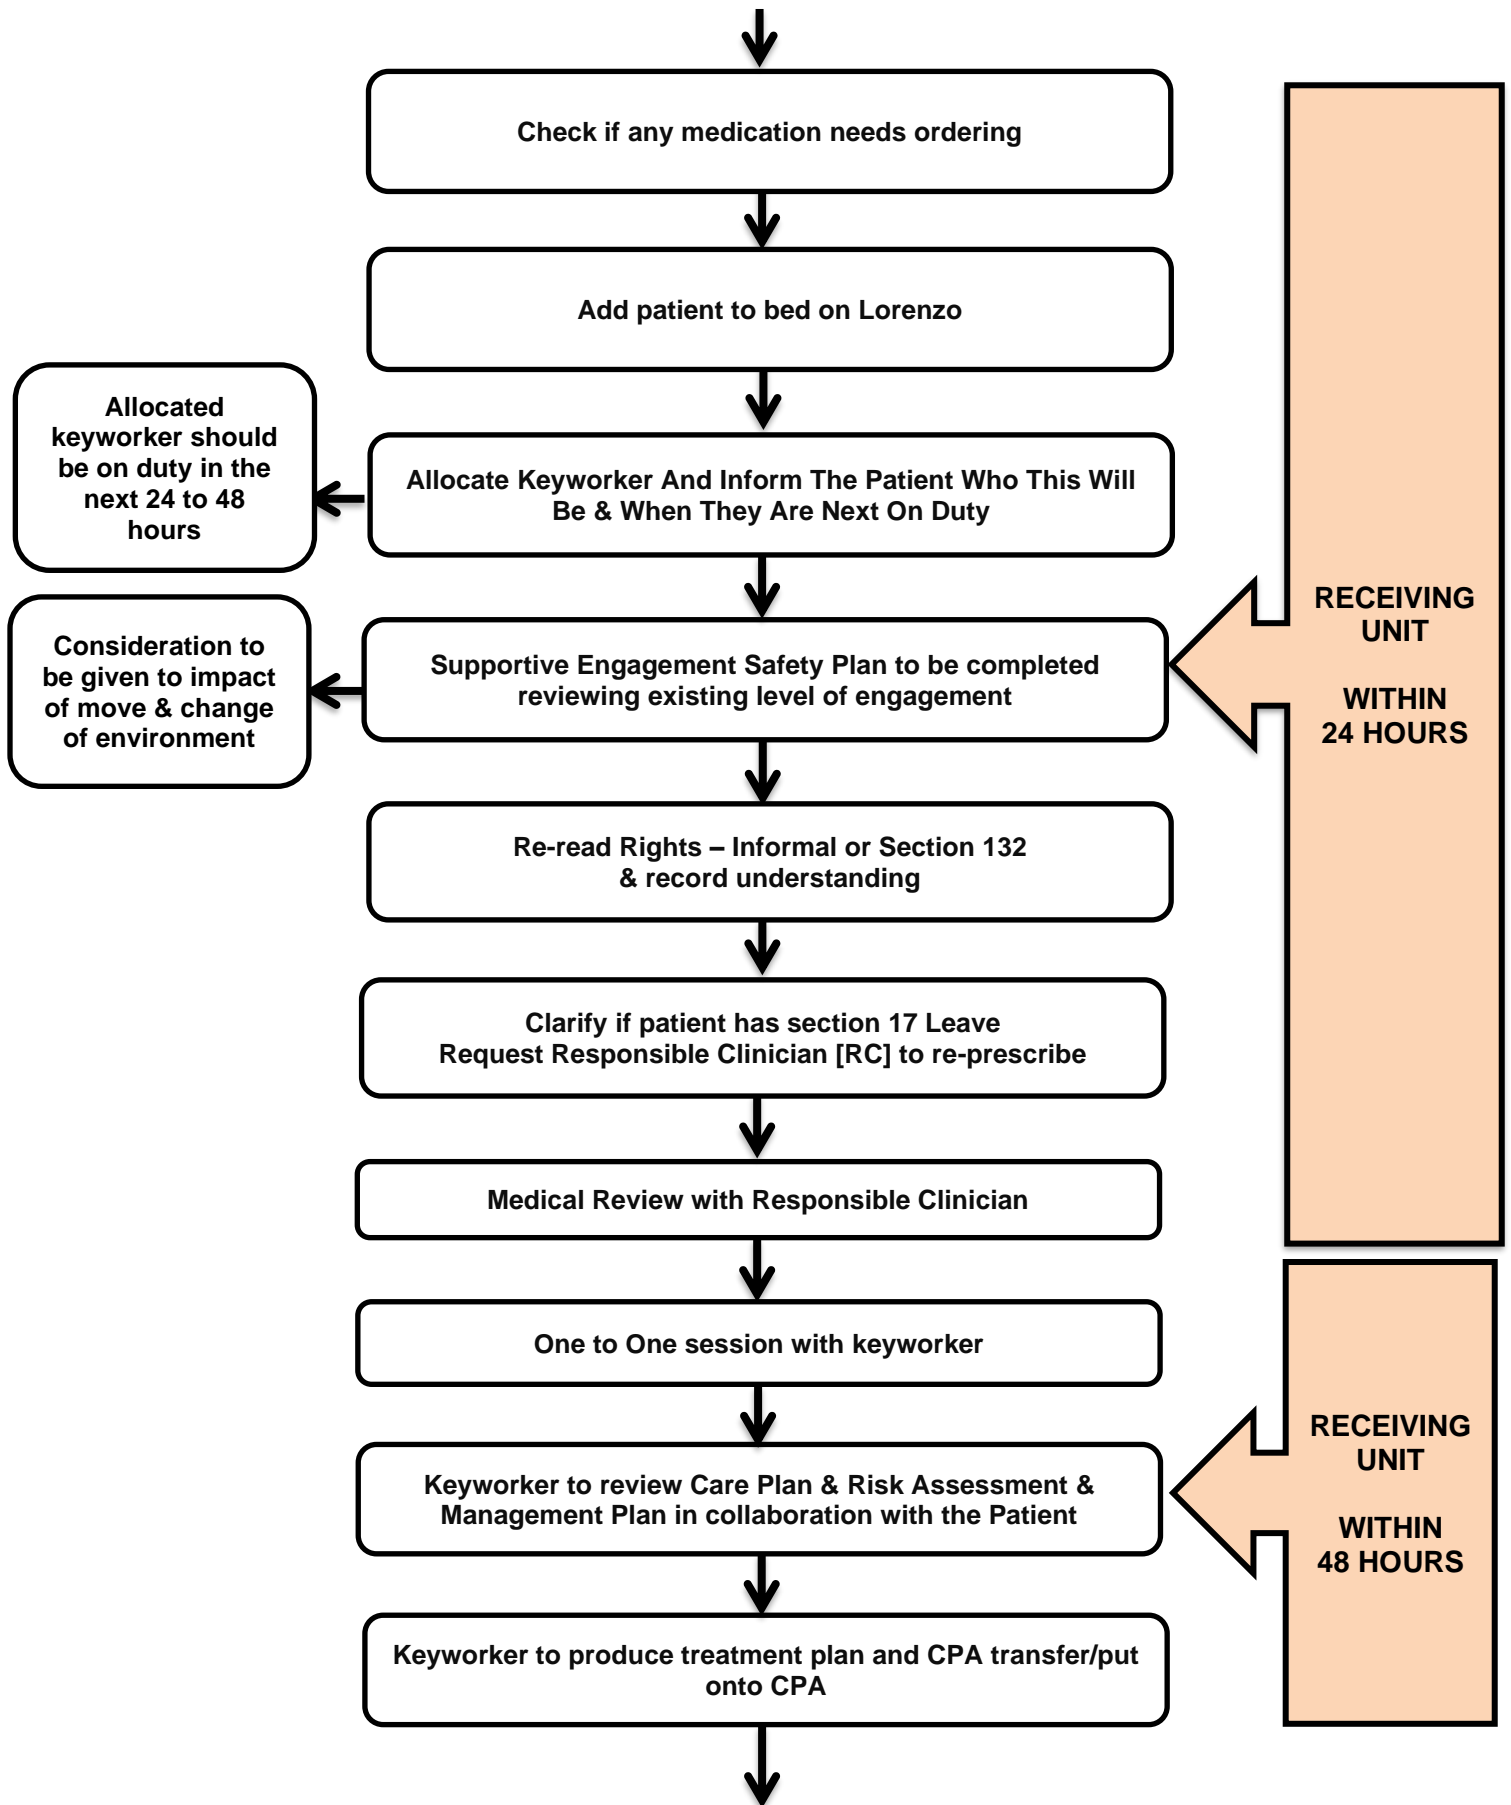 Check if any medication needs ordering
Add patient to bed on Lorenzo
Allocated
keyworker should
be on duty in the
next 24 to 48
hours
Allocate Keyworker And Inform The Patient Who This Will
Be & When They Are Next On Duty
Consideration to
be given to impact
of move & change
of environment
Supportive Engagement Safety Plan to be completed
reviewing existing level of engagement
RECEIVING
UNIT
WITHIN
24 HOURS
Re-read Rights – Informal or Section 132
& record understanding
Clarify if patient has section 17 Leave
Request Responsible Clinician [RC] to re-prescribe
Medical Review with Responsible Clinician
One to One session with keyworker
Keyworker to review Care Plan & Risk Assessment &
Management Plan in collaboration with the Patient
RECEIVING
UNIT
WITHIN
48 HOURS
Keyworker to produce treatment plan and CPA transfer/put
onto CPA